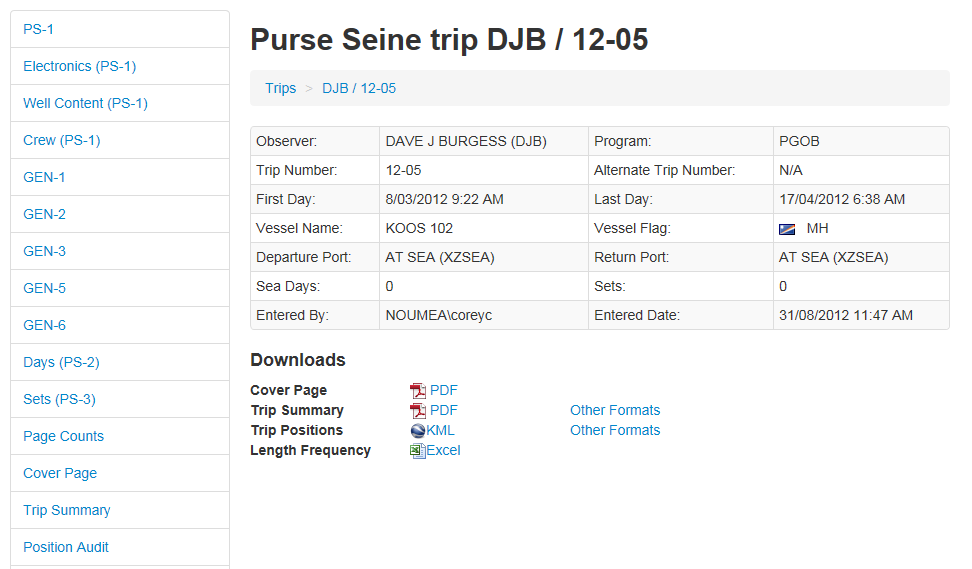 PS-1
Electronics (PS-1)
Well Content (PS-1)
Crew (PS-1)
GEN-1
GEN-2
GEN-3
GEN-5
GEN-6
Days (PS-2)
Sets (PS-3)
Page Counts
Cover Page
Trip Summary
Position Audit
Purse Seine trip DJB / 12-05
Trips > DJB / 12-05
Observer: DAVE J BURGESS (DJB) Program: PGOB
Trip Number: 12-05 Alternate Trip Number: N/A
First Day: 8/03/2012 9:22 AM Last Day: 17/04/2012 6:38 AM
Vessel Name: KOOS 102 Vessel Flag: MH
Departure Port: AT SEA (XZSEA) Return Port: AT SEA (XZSEA)
Sea Days: 0 Sets: 0
Entered By: NOUMEA\coreyc Entered Date: 31/08/2012 11:47 AM
Downloads
Cover Page PDF
Trip Summary PDF Other Formats
Trip Positions KML Other Formats
Length Frequency Excel